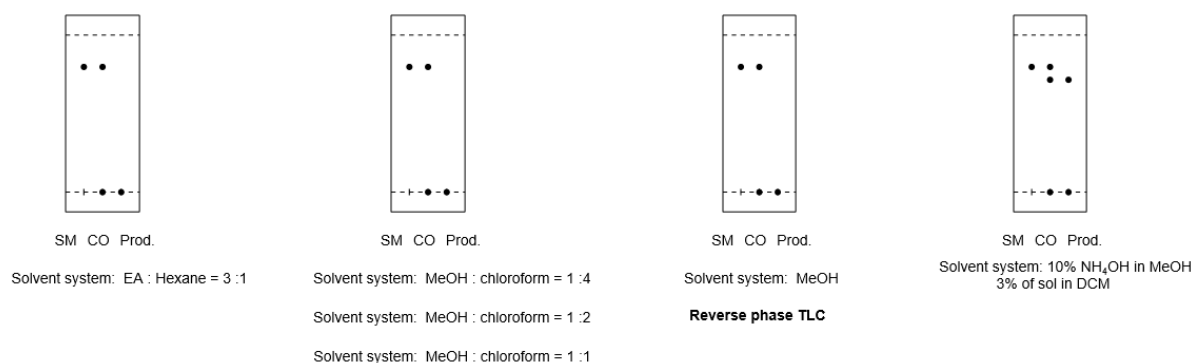 SM CO Prod.
Solvent system: EA : Hexane = 3 :1
SM CO Prod.
Solvent system: MeOH : chloroform = 1 :4
Solvent system: MeOH : chloroform = 1 :2
Solvent system: MeOH : chloroform = 1 :1
SM CO Prod.
Solvent system: MeOH
Reverse phase TLC
SM CO Prod.
Solvent system: 10% NH₄OH in MeOH
3% of sol in DCM